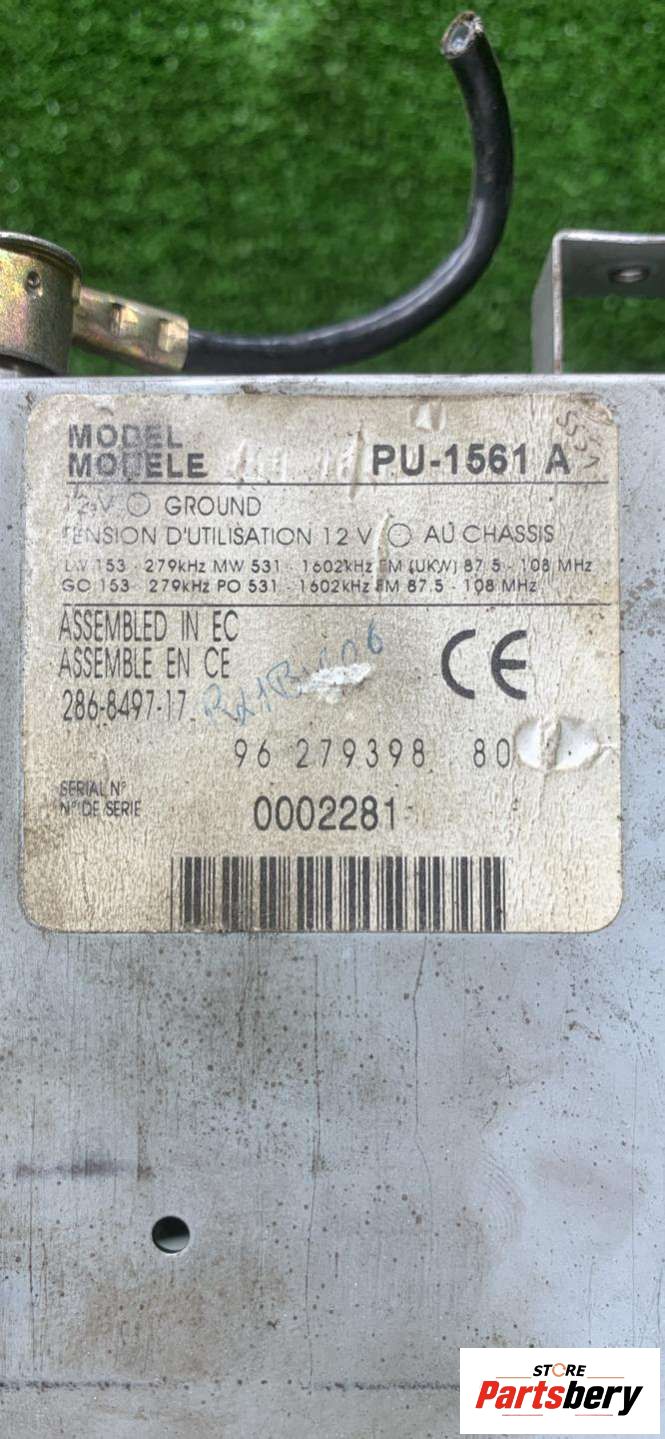 MODEL
MODELE PU-1561 A
12 V ⊖ GROUND
TENSION D'UTILISATION 12 V ⊖ AU CHASSIS
LW 153 - 279kHz MW 531 - 1602kHz FM (UKW) 87.5 - 108 MHz
GO 153 - 279kHz PO 531 - 1602kHz FM 87.5 - 108 MHz
ASSEMBLED IN EC
ASSEMBLE EN CE
CE
286-8497-17
96 279398 80
SERIAL N°
N° DE SERIE 0002281
STORE
Partsbery